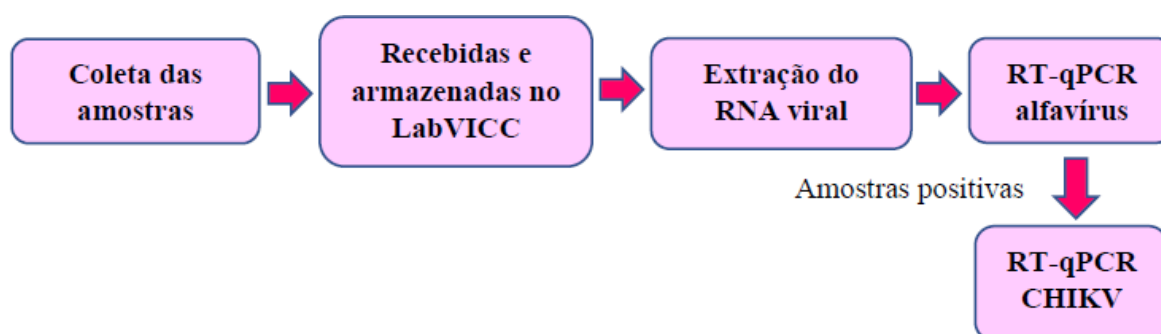 Coleta das
amostras
Recebidas e
armazenadas no
LabVICC
Extração do
RNA viral
RT-qPCR
alfavírus
Amostras positivas
RT-qPCR
CHIKV